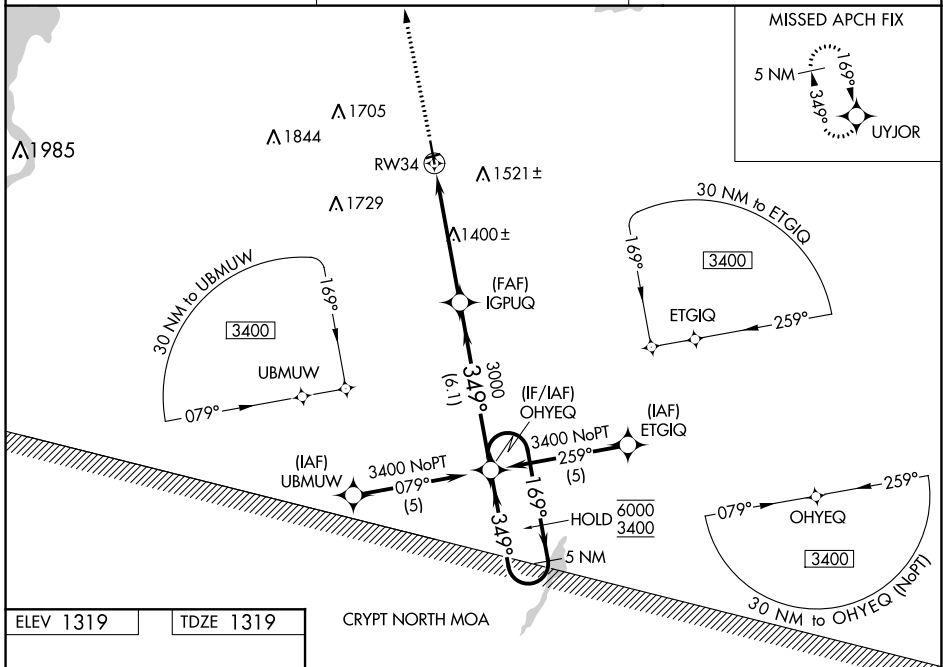 MISSED APCH FIX
5 NM
169°
349°
UYJOR
1705
1844
1985
RW34
1521±
1729
1400±
30 NM to UBMUW
3400
169°
UBMUW
079°
30 NM to ETGIQ
3400
169°
ETGIQ
259°
(FAF)
IGPUQ
3000
349°
(6.1)
(IF/IAF)
OHYEQ
(IAF)
ETGIQ
3400 NoPT
259°
(5)
(IAF)
UBMUW
3400 NoPT
079°
(5)
169°
349°
HOLD
6000
3400
5 NM
079°
259°
OHYEQ
3400
30 NM to OHYEQ (NoPT)
CRYPT NORTH MOA
ELEV 1319
TDZE 1319